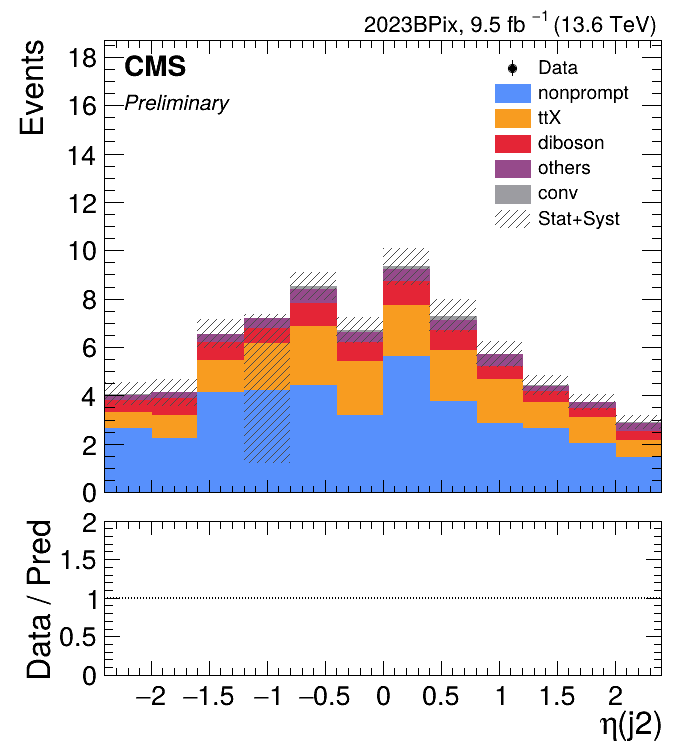 2023BPix, 9.5 fb⁻¹ (13.6 TeV)
CMS
Preliminary
Events
18
16
14
12
10
8
6
4
2
0
Data
nonprompt
ttX
diboson
others
conv
Stat+Syst
Data / Pred
2
1.5
1
0.5
0
−2 −1.5 −1 −0.5 0 0.5 1 1.5 2
η(j2)